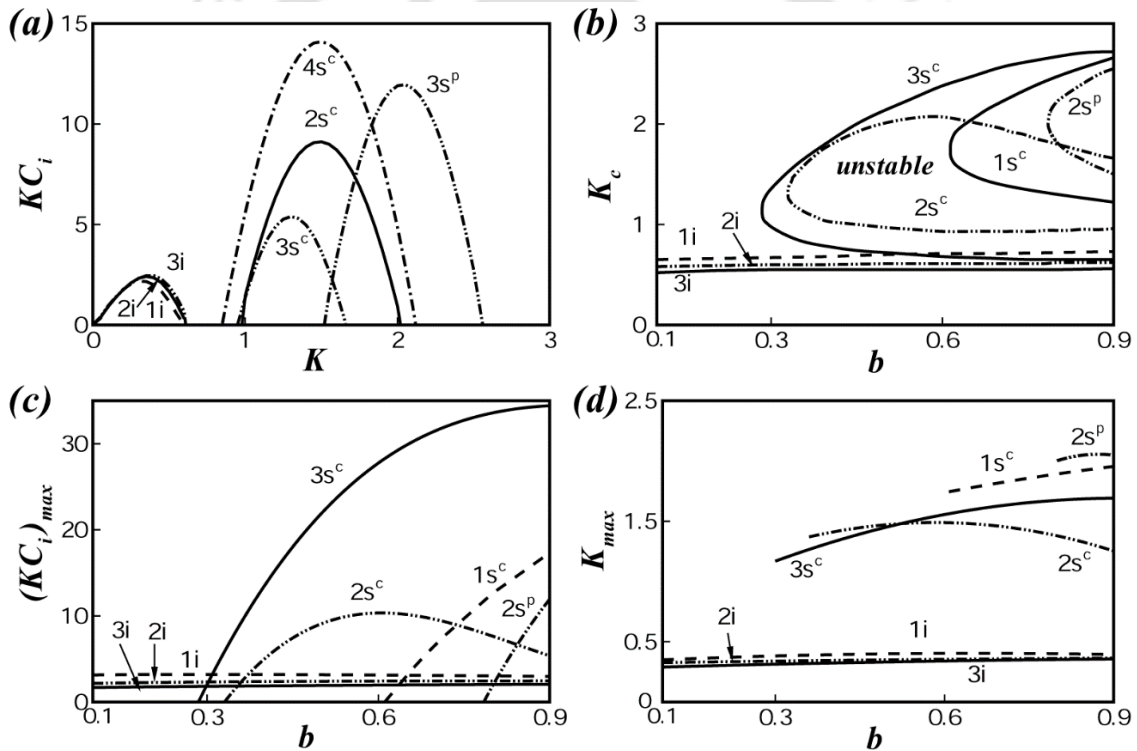 (a)
15
10
5
0
KCᵢ
4sᶜ
3sᵖ
2sᶜ
3sᶜ
3i
2i
1i
0
1
2
3
K
(b)
3
2
1
0
K_c
3sᶜ
2sᵖ
unstable
1sᶜ
2sᶜ
1i
2i
3i
0.3
0.6
0.9
b
(c)
30
20
10
0
(KCᵢ)ₘₐₓ
3sᶜ
2sᶜ
1sᶜ
2sᵖ
3i
2i
1i
0.1
0.3
0.6
0.9
b
(d)
2.5
1.5
0.5
0
Kₘₐₓ
2sᵖ
1sᶜ
3sᶜ
2sᶜ
2i
1i
3i
0.1
0.3
0.6
0.9
b